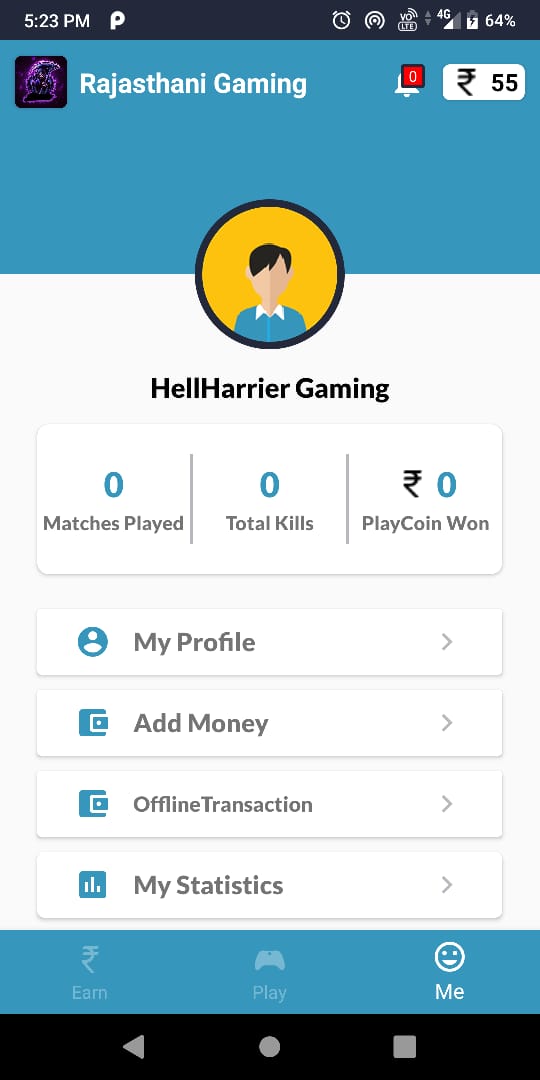 5:23 PM
VO LTE 4G 64%
Rajasthani Gaming
0
₹ 55
HellHarrier Gaming
0 0 ₹ 0
Matches Played Total Kills PlayCoin Won
My Profile
Add Money
OfflineTransaction
My Statistics
₹
Earn Play Me